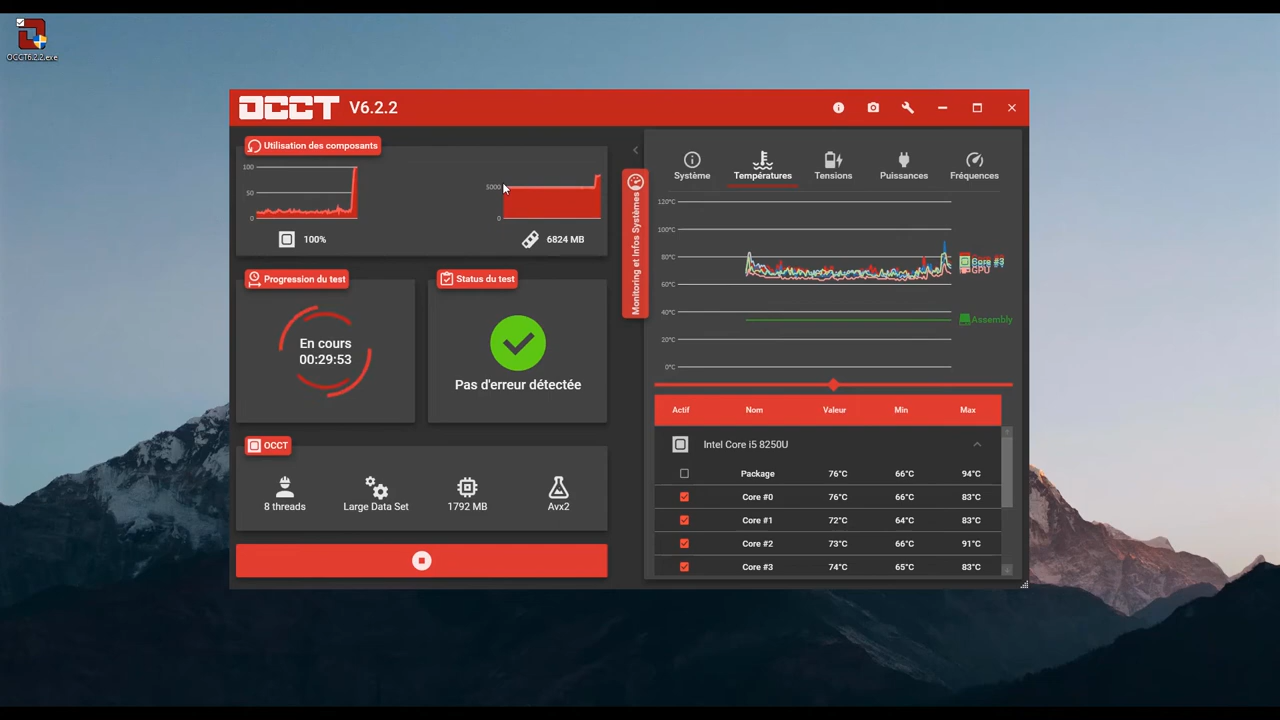 OCCT6.2.2.exe
OCCT V6.2.2
Utilisation des composants
100
50
0
100%
5000
0
6824 MB
Progression du test
En cours
00:29:53
Status du test
Pas d'erreur détectée
OCCT
8 threads
Large Data Set
1792 MB
Avx2
Monitoring et Infos Systèmes
Système
Températures
Tensions
Puissances
Fréquences
120°C
100°C
80°C
60°C
40°C
20°C
0°C
Core #3
GPU
Assembly
Actif Nom Valeur Min Max
Intel Core i5 8250U
Package 76°C 66°C 94°C
Core #0 76°C 66°C 83°C
Core #1 72°C 64°C 83°C
Core #2 73°C 66°C 91°C
Core #3 74°C 65°C 83°C